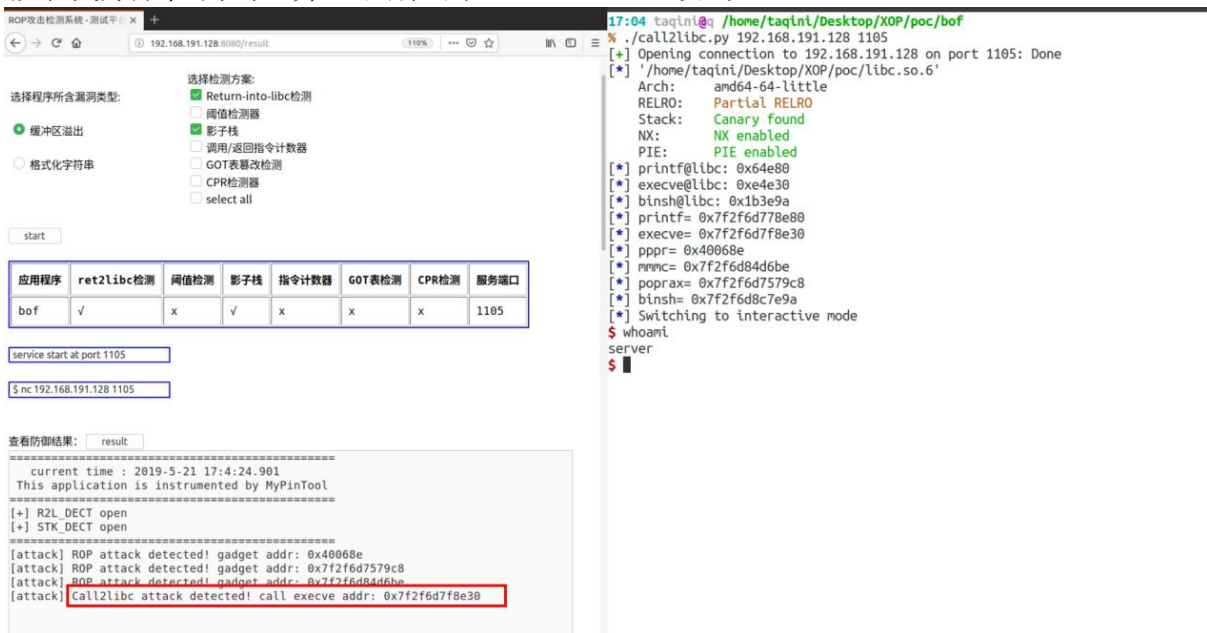 ROP攻击检测系统-测试平 × +
192.168.191.128:8080/result 110% ••• ☆
选择程序所含漏洞类型:
缓冲区溢出
格式化字符串
选择检测方案:
Return-into-libc检测
阈值检测器
影子栈
调用/返回指令计数器
GOT表篡改检测
CPR检测器
select all
start
应用程序 ret2libc检测 阈值检测 影子栈 指令计数器 GOT表检测 CPR检测 服务端口
bof √ x √ x x x 1105
service start at port 1105
$ nc 192.168.191.128 1105
查看防御结果: result
================================================
current time : 2019-5-21 17:4:24.901
This application is instrumented by MyPinTool
================================================
[+] R2L_DECT open
[+] STK_DECT open
================================================
[attack] ROP attack detected! gadget addr: 0x40068e
[attack] ROP attack detected! gadget addr: 0x7f2f6d7579c8
[attack] ROP attack detected! gadget addr: 0x7f2f6d84d6be
[attack] Call2libc attack detected! call execve addr: 0x7f2f6d7f8e30
17:04 taqini@q /home/taqini/Desktop/XOP/poc/bof
% ./call2libc.py 192.168.191.128 1105
[+] Opening connection to 192.168.191.128 on port 1105: Done
[*] '/home/taqini/Desktop/XOP/poc/libc.so.6'
Arch: amd64-64-little
RELRO: Partial RELRO
Stack: Canary found
NX: NX enabled
PIE: PIE enabled
[*] printf@libc: 0x64e80
[*] execve@libc: 0xe4e30
[*] binsh@libc: 0x1b3e9a
[*] printf= 0x7f2f6d778e80
[*] execve= 0x7f2f6d7f8e30
[*] pppr= 0x40068e
[*] mmmc= 0x7f2f6d84d6be
[*] poprax= 0x7f2f6d7579c8
[*] binsh= 0x7f2f6d8c7e9a
[*] Switching to interactive mode
$ whoami
server
$